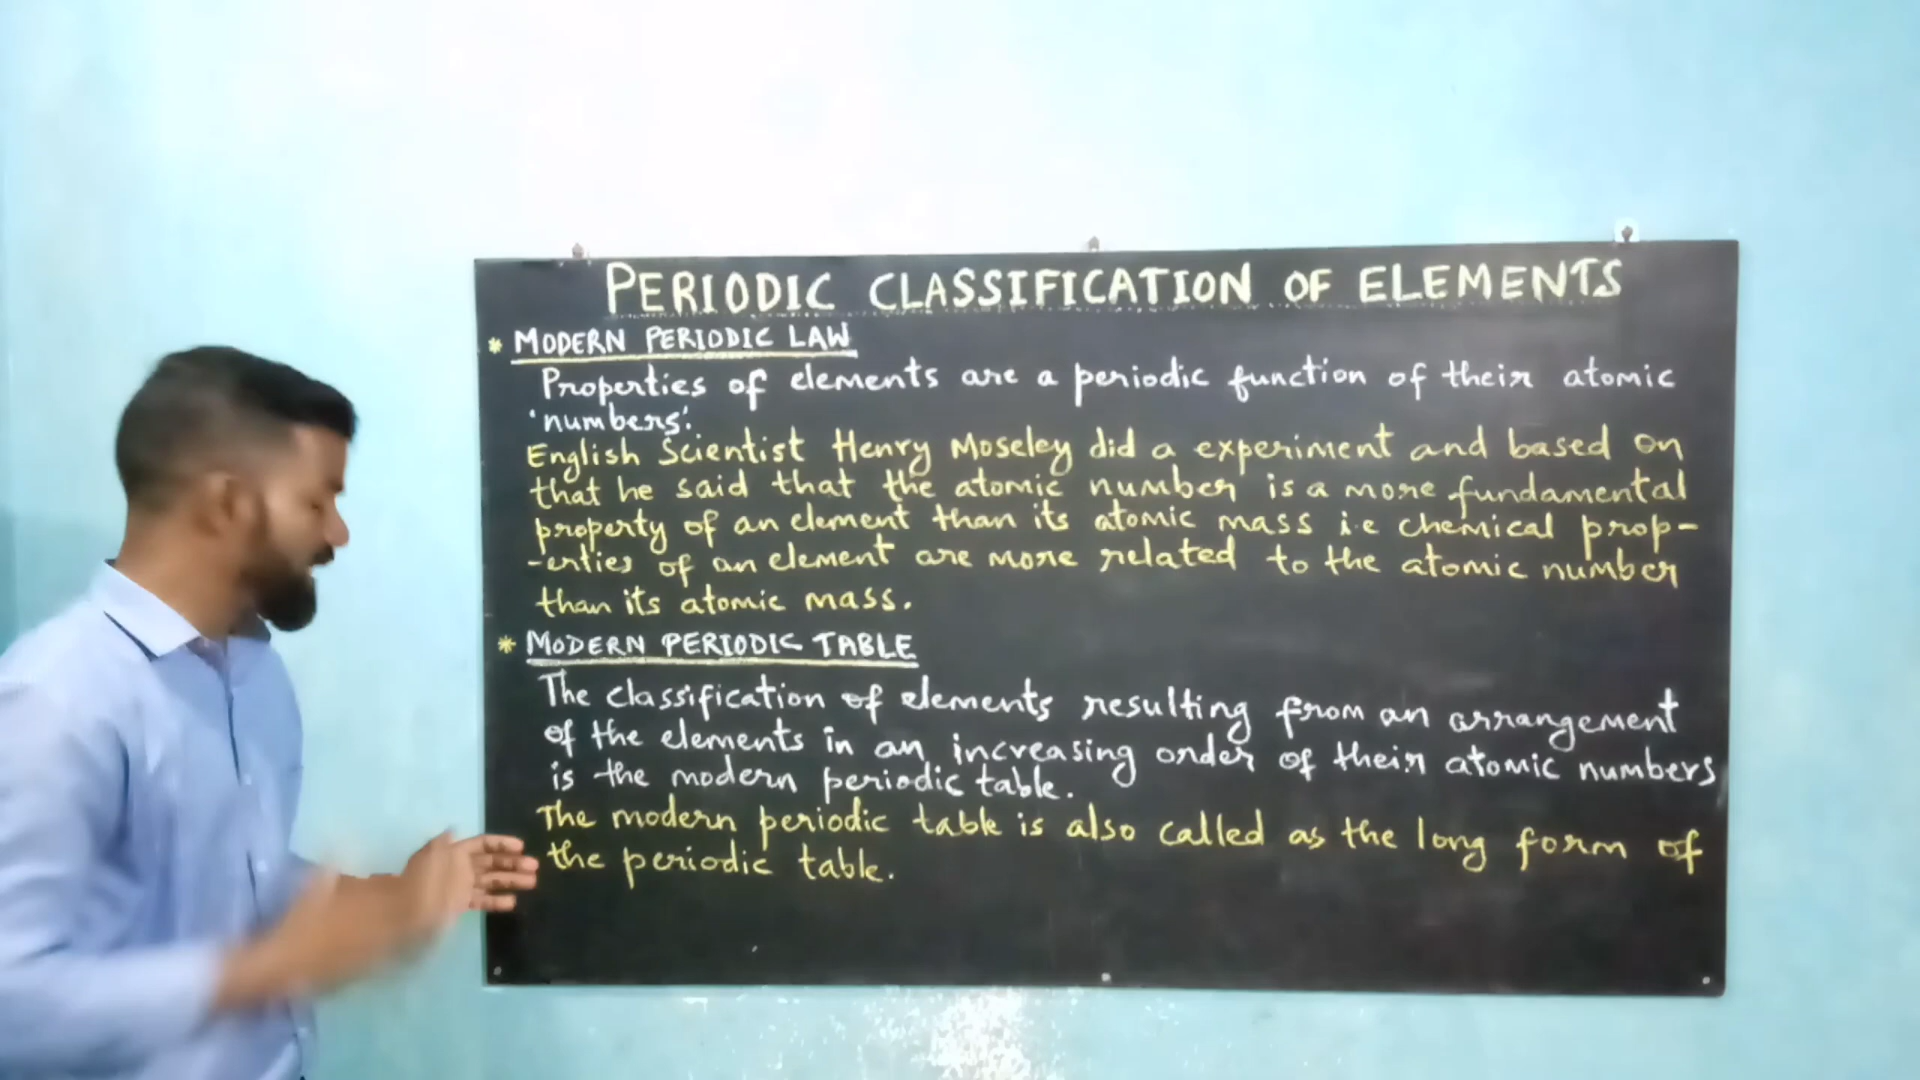 PERIODIC CLASSIFICATION OF ELEMENTS
* MODERN PERIODIC LAW
Properties of elements are a periodic function of their atomic
'numbers'.
English Scientist Henry Moseley did a experiment and based on
that he said that the atomic number is a more fundamental
property of an element than its atomic mass i.e chemical prop-
-erties of an element are more related to the atomic number
than its atomic mass.
* MODERN PERIODIC TABLE
The classification of elements resulting from an arrangement
of the elements in an increasing order of their atomic numbers
is the modern periodic table.
The modern periodic table is also called as the long form of
the periodic table.